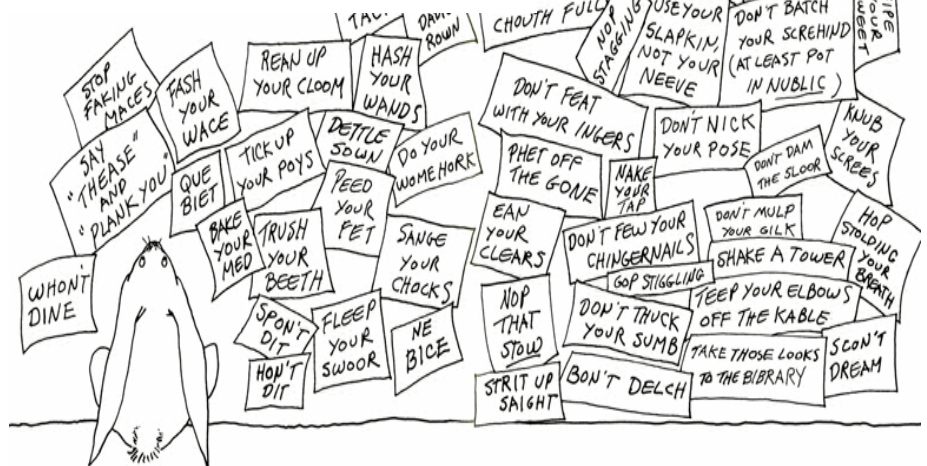 CHOUTH FULL
ROWN
NOP
STAGGING
USE YOUR
SLAPKIN,
NOT YOUR
NEEVE
DON'T BATCH
YOUR SCREHIND
(AT LEAST POT
IN NUBLIC)
YOUR
STOP
FAKING
MACES
FASH
YOUR
WACE
REAN UP
YOUR CLOOM
HASH
YOUR
WANDS
DON'T FEAT
WITH YOUR INGERS
DON'T NICK
YOUR POSE
KNUB
YOUR
SCREES
SAY
"THEASE"
AND
"PLANK YOU"
QUE
BIET
TICK UP
YOUR POYS
DETTLE
SOWN
DO YOUR
WOMEHORK
PHET OFF
THE GONE
NAKE
YOUR
TAP
DON'T DAM
THE SLOOR
BAKE
YOUR
MED
TRUSH
YOUR
BEETH
PEED
YOUR
FET
SANGE
YOUR
CHOCKS
EAN
YOUR
CLEARS
DON'T FEW YOUR
CHINGERNAILS
DON'T MULP
YOUR GILK
HOP
STOLDING
YOUR
BREATH
GOP STIGGLING
SHAKE A TOWER
WHON'T
DINE
SPON'T
DIT
FLEEP
YOUR
SWOOR
NE
BICE
NOP
THAT
STOW
DON'T THUCK
YOUR SUMB
TEEP YOUR ELBOWS
OFF THE KABLE
HON'T
DIT
STRIT UP
SAIGHT
BON'T DELCH
TAKE THOSE LOOKS
TO THE BIBRARY
SCON'T
DREAM